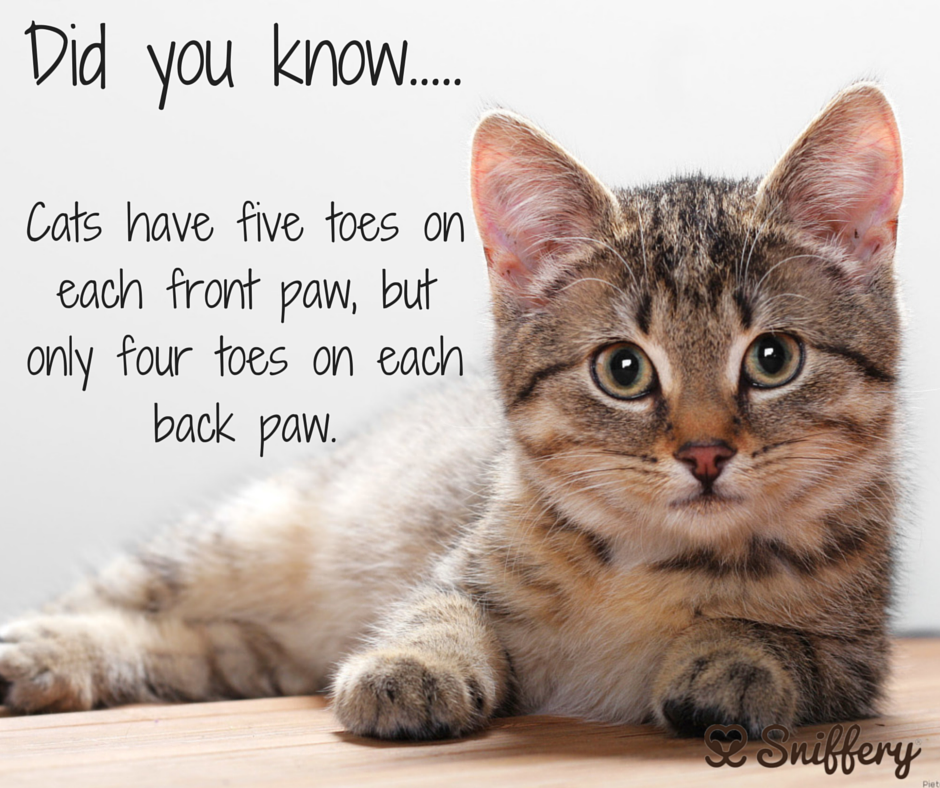 Did you know.....
Cats have five toes on
each front paw, but
only four toes on each
back paw.
Sniffery
Piet